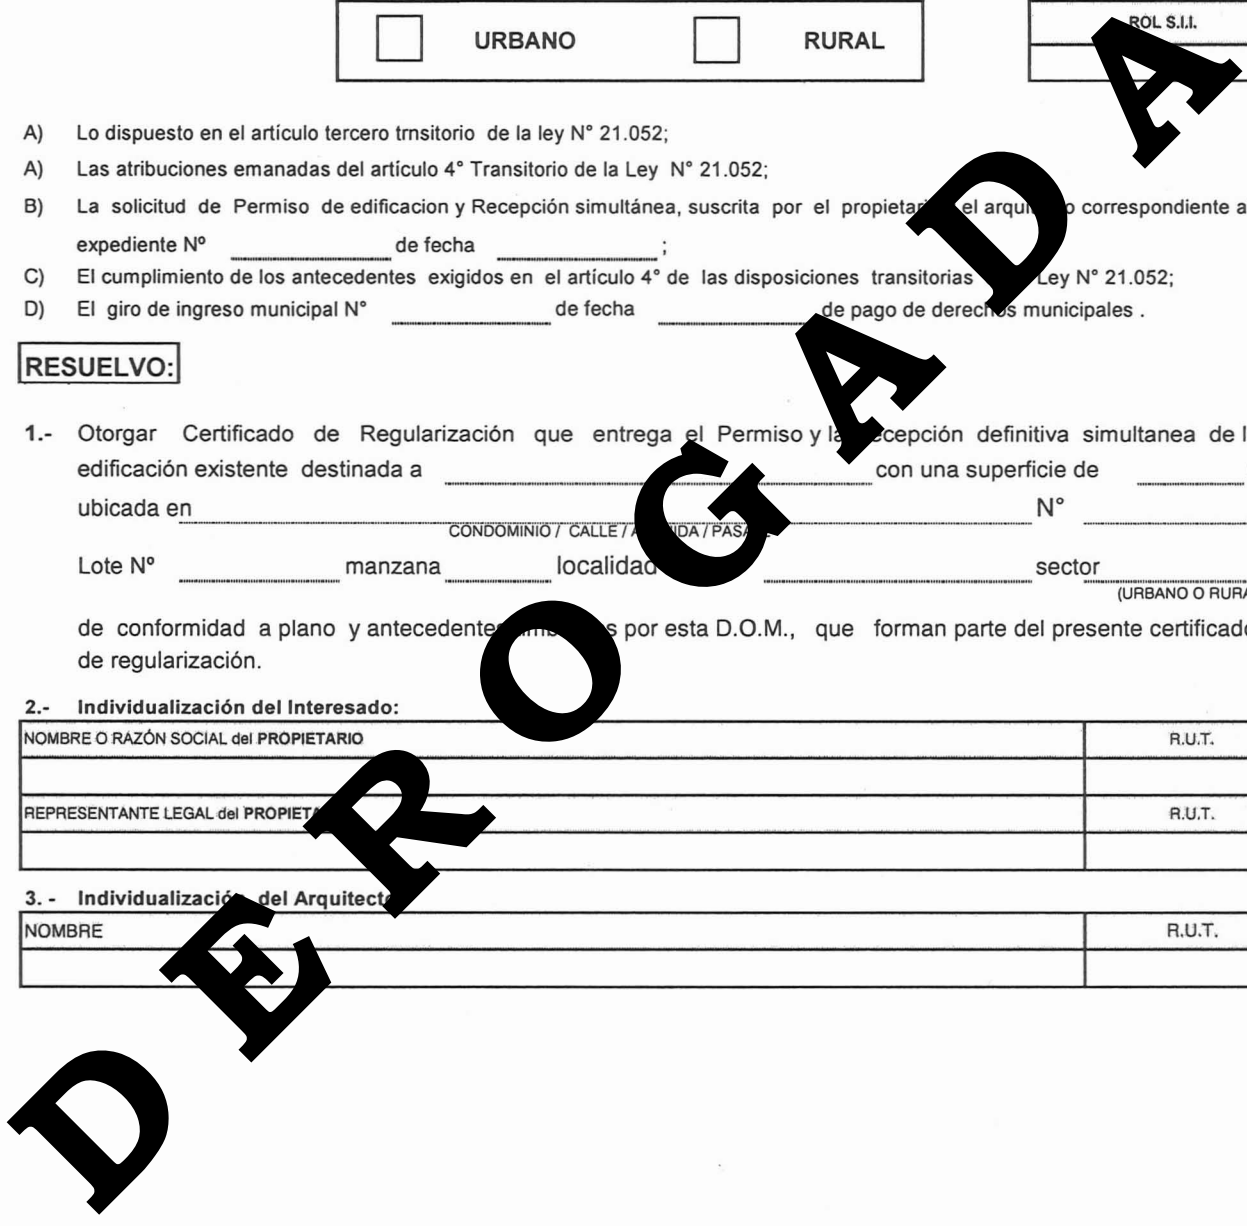 URBANO RURAL ROL S.I.I.
A) Lo dispuesto en el artículo tercero trnsitorio de la ley N° 21.052;
A) Las atribuciones emanadas del artículo 4° Transitorio de la Ley N° 21.052;
B) La solicitud de Permiso de edificacion y Recepción simultánea, suscrita por el el correspondiente a
expediente Nº de fecha ;
C) El cumplimiento de los antecedentes exigidos en el artículo 4° de las disposiciones transitorias Ley N° 21.052;
D) El giro de ingreso municipal N° de fecha de pago de derechos municipales .
RESUELVO:
1.- Otorgar Certificado de Regularización que entrega el Permiso y la definitiva simultanea de
edificación existente destinada a con una superficie de
ubicada en N°
CONDOMINIO / CALLE /
Lote Nº manzana localidad sector
(URBANO O
de conformidad a plano y antecedentes por esta D.O.M., que forman parte del presente certificado
de regularización.
2.- Individualización del Interesado:
NOMBRE O RAZÓN SOCIAL del PROPIETARIO R.U.T.
REPRESENTANTE LEGAL del R.U.T.
3. - Individualización del Arquitecto
NOMBRE R.U.T.
DEROGADA